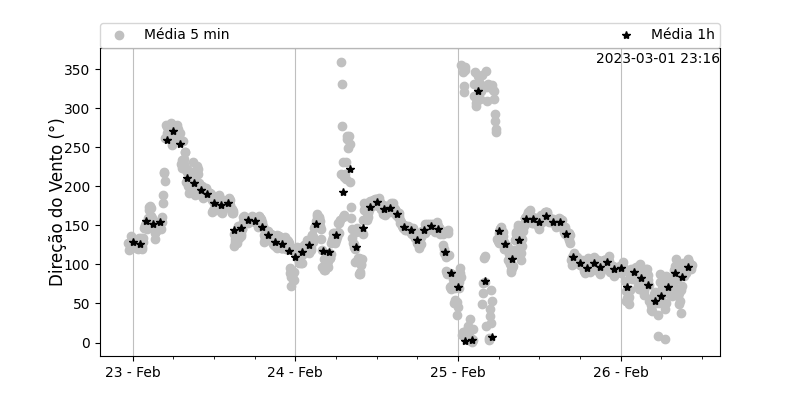 Média 5 min
Média 1h
2023-03-01 23:16
Direção do Vento (°)
350
300
250
200
150
100
50
0
23 - Feb
24 - Feb
25 - Feb
26 - Feb